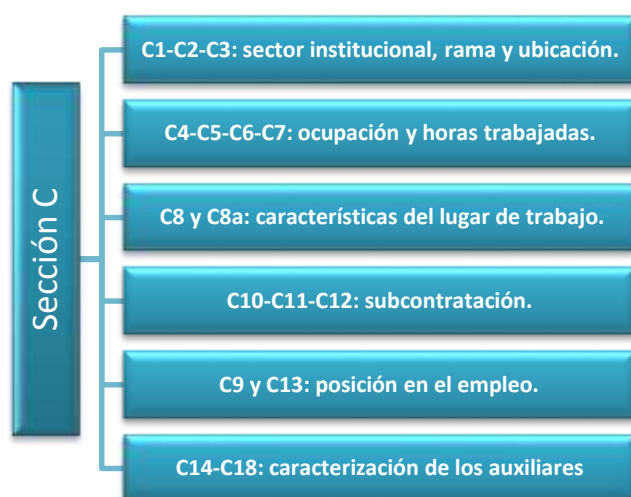 Sección C
C1-C2-C3: sector institucional, rama y ubicación.
C4-C5-C6-C7: ocupación y horas trabajadas.
C8 y C8a: características del lugar de trabajo.
C10-C11-C12: subcontratación.
C9 y C13: posición en el empleo.
C14-C18: caracterización de los auxiliares